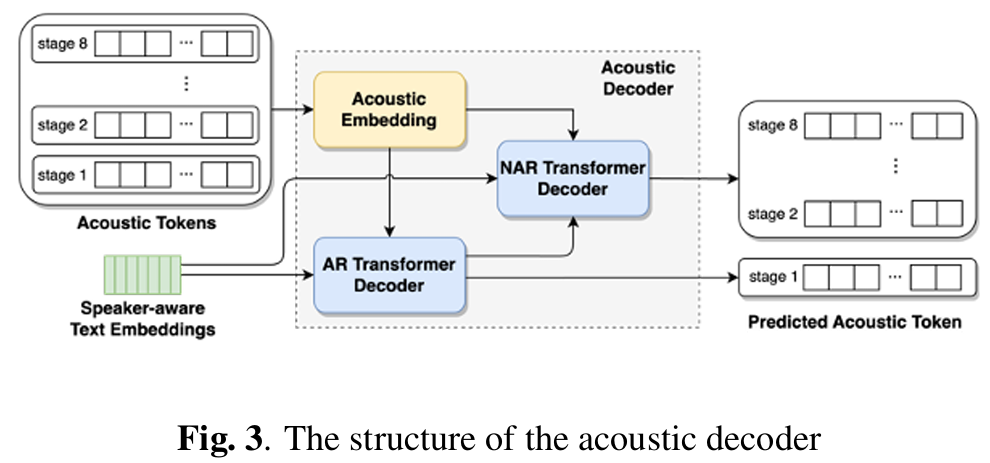 stage 8
...
⋮
stage 2
...
stage 1
...
Acoustic Tokens
Speaker-aware
Text Embeddings
Acoustic
Decoder
Acoustic
Embedding
NAR Transformer
Decoder
AR Transformer
Decoder
stage 8
...
⋮
stage 2
...
stage 1
...
Predicted Acoustic Token
Fig. 3. The structure of the acoustic decoder